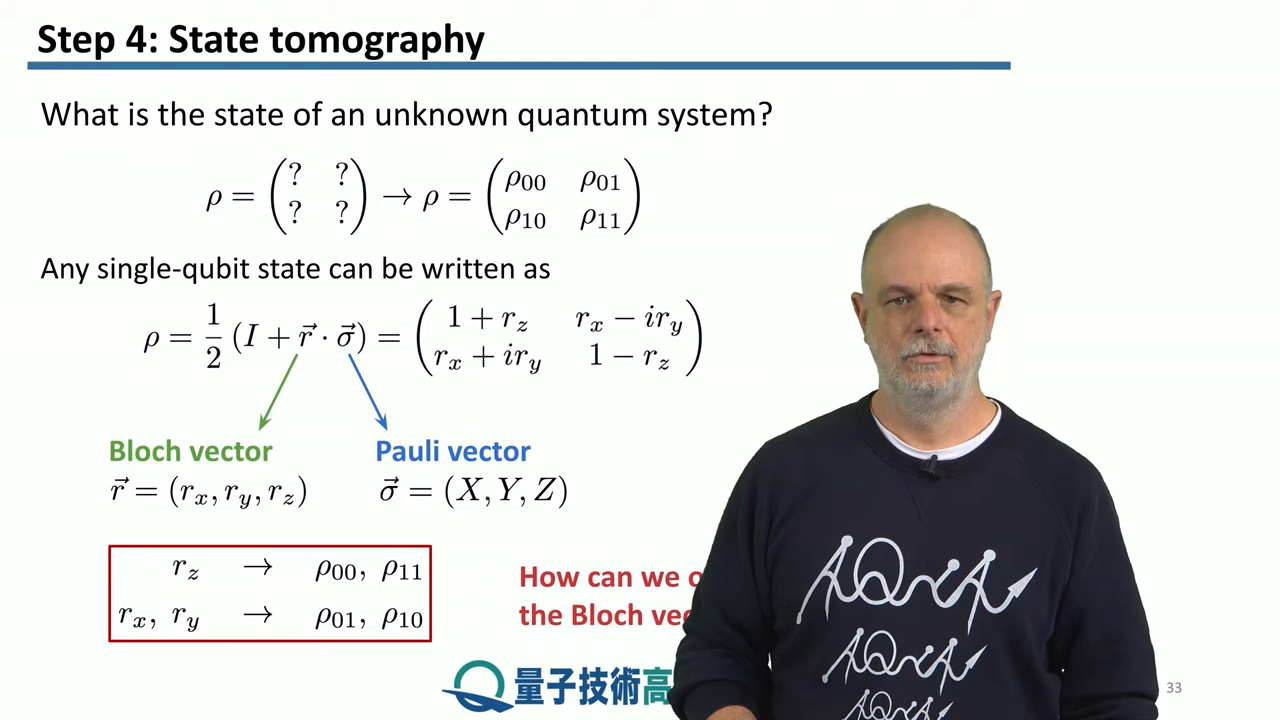 Step 4: State tomography
What is the state of an unknown quantum system?
ρ = (? ? ? ?) → ρ = (ρ00 ρ01 ρ10 ρ11)
Any single-qubit state can be written as
ρ = 1/2 (I + r⃗ · σ⃗) = (1 + rz rx − iry rx + iry 1 − rz)
Bloch vector Pauli vector
r⃗ = (rx, ry, rz) σ⃗ = (X, Y, Z)
rz → ρ00, ρ11
rx, ry → ρ01, ρ10
How can we
the Bloch
量子技術高
33